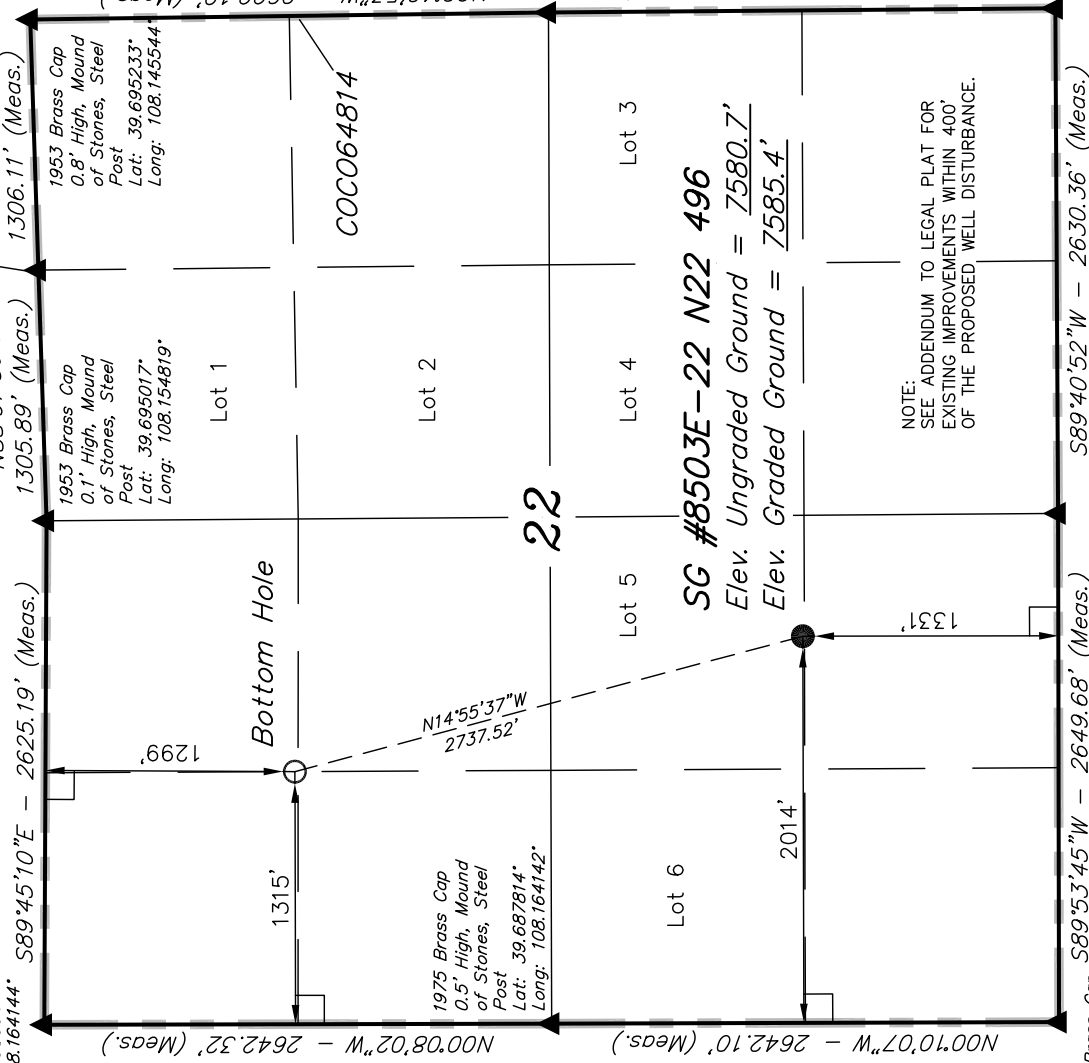 8.164144°
S89°45'10"E - 2625.19' (Meas.)
1305.89' (Meas.)
1306.11' (Meas.)
1953 Brass Cap
0.1' High, Mound
of Stones, Steel
Post
Lat: 39.695017°
Long: 108.154819°
1953 Brass Cap
0.8' High, Mound
of Stones, Steel
Post
Lat: 39.695233°
Long: 108.145544°
Lot 1
1299'
Bottom Hole
1315'
COC064814
Lot 2
N14°55'37"W
2737.52'
N00°08'02"W - 2642.32' (Meas.)
1975 Brass Cap
0.5' High, Mound
of Stones, Steel
Post
Lat: 39.687814°
Long: 108.164142°
22
Lot 6
Lot 5
Lot 4
Lot 3
SG #8503E-22 N22 496
Elev. Ungraded Ground = 7580.7'
Elev. Graded Ground = 7585.4'
2014'
1331'
N00°10'07"W - 2642.10' (Meas.)
NOTE:
SEE ADDENDUM TO LEGAL PLAT FOR
EXISTING IMPROVEMENTS WITHIN 400'
OF THE PROPOSED WELL DISTURBANCE.
S89°53'45"W - 2649.68' (Meas.)
S89°40'52"W - 2630.36' (Meas.)